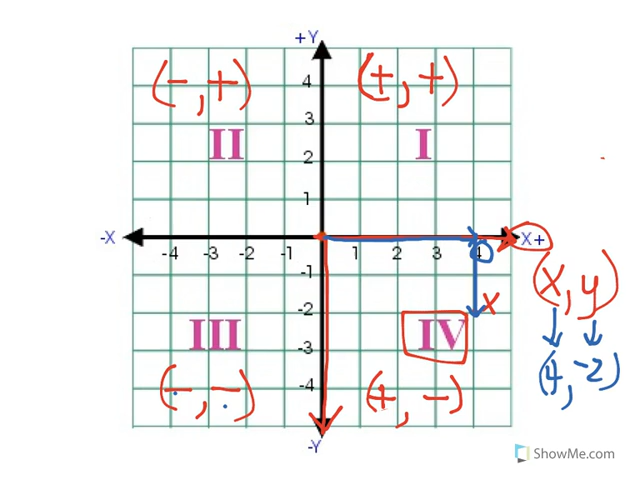 +Y
(-, +) (+, +)
4
3
II I
2
1
-X X+
-4 -3 -2 -1 1 2 3 4
-1
(x, y)
-2 x
III IV
-3
(4, -2)
-4
(-, -) (+, -)
-Y
ShowMe.com